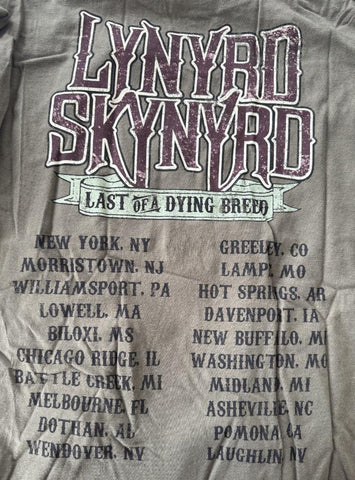 LYNYRD
SKYNYRD
LAST OF A DYING BREED
NEW YORK, NY
MORRISTOWN, NJ
WILLIAMSPORT, PA
LOWELL, MA
BILOXI, MS
CHICAGO RIDGE, IL
BATTLE CREEK, MI
MELBOURNE, FL
DOTHAN, AL
WENDOVER, NV
GREELEY, CO
LAMPE, MO
HOT SPRINGS, AR
DAVENPORT, IA
NEW BUFFALO, MI
WASHINGTON, MO
MIDLAND, MI
ASHEVILLE, NC
POMONA, CA
LAUGHLIN, NV